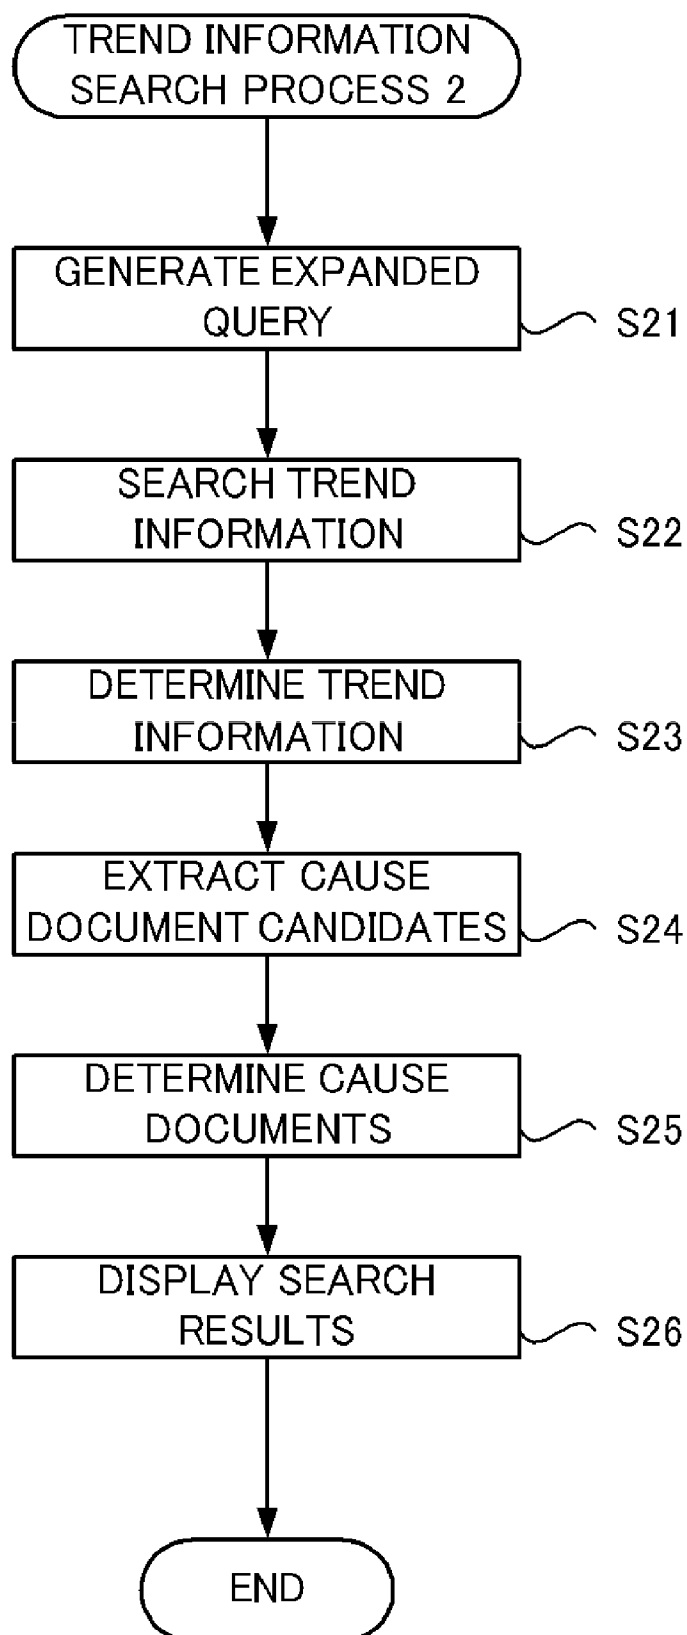 TREND INFORMATION
SEARCH PROCESS 2
GENERATE EXPANDED
QUERY
S21
SEARCH TREND
INFORMATION
S22
DETERMINE TREND
INFORMATION
S23
EXTRACT CAUSE
DOCUMENT CANDIDATES
S24
DETERMINE CAUSE
DOCUMENTS
S25
DISPLAY SEARCH
RESULTS
S26
END